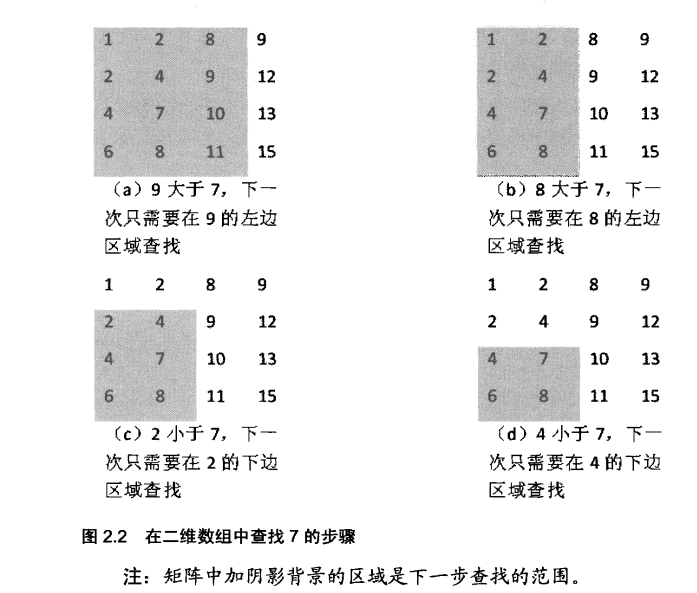 1 2 8 9
2 4 9 12
4 7 10 13
6 8 11 15
（a）9 大于 7，下一
次只需要在 9 的左边
区域查找
1 2 8 9
2 4 9 12
4 7 10 13
6 8 11 15
（b）8 大于 7，下一
次只需要在 8 的左边
区域查找
1 2 8 9
2 4 9 12
4 7 10 13
6 8 11 15
（c）2 小于 7，下一
次只需要在 2 的下边
区域查找
1 2 8 9
2 4 9 12
4 7 10 13
6 8 11 15
（d）4 小于 7，下一
次只需要在 4 的下边
区域查找
图 2.2 在二维数组中查找 7 的步骤
注：矩阵中加阴影背景的区域是下一步查找的范围。